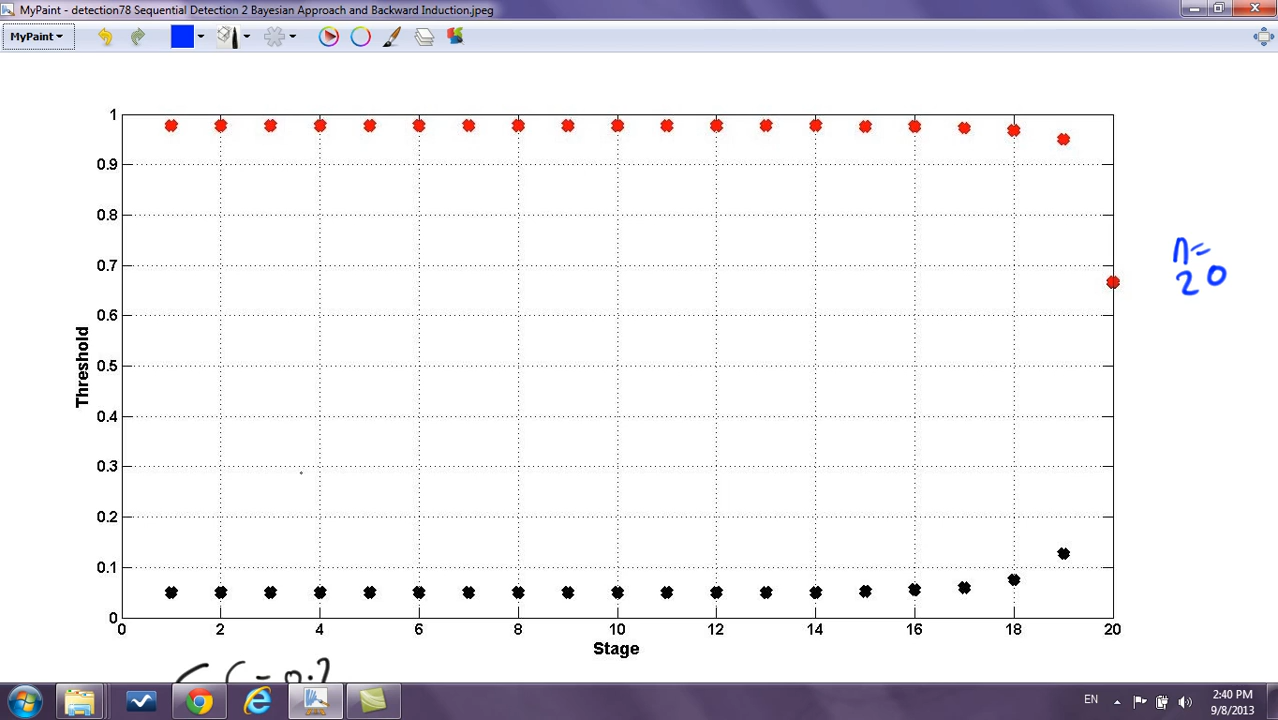 MyPaint - detection78 Sequential Detection 2 Bayesian Approach and Backward Induction.jpeg
MyPaint
1
0.9
0.8
0.7
0.6
0.5
0.4
0.3
0.2
0.1
0
Threshold
0 2 4 6 8 10 12 14 16 18 20
Stage
n=
20
EN
2:40 PM
9/8/2013